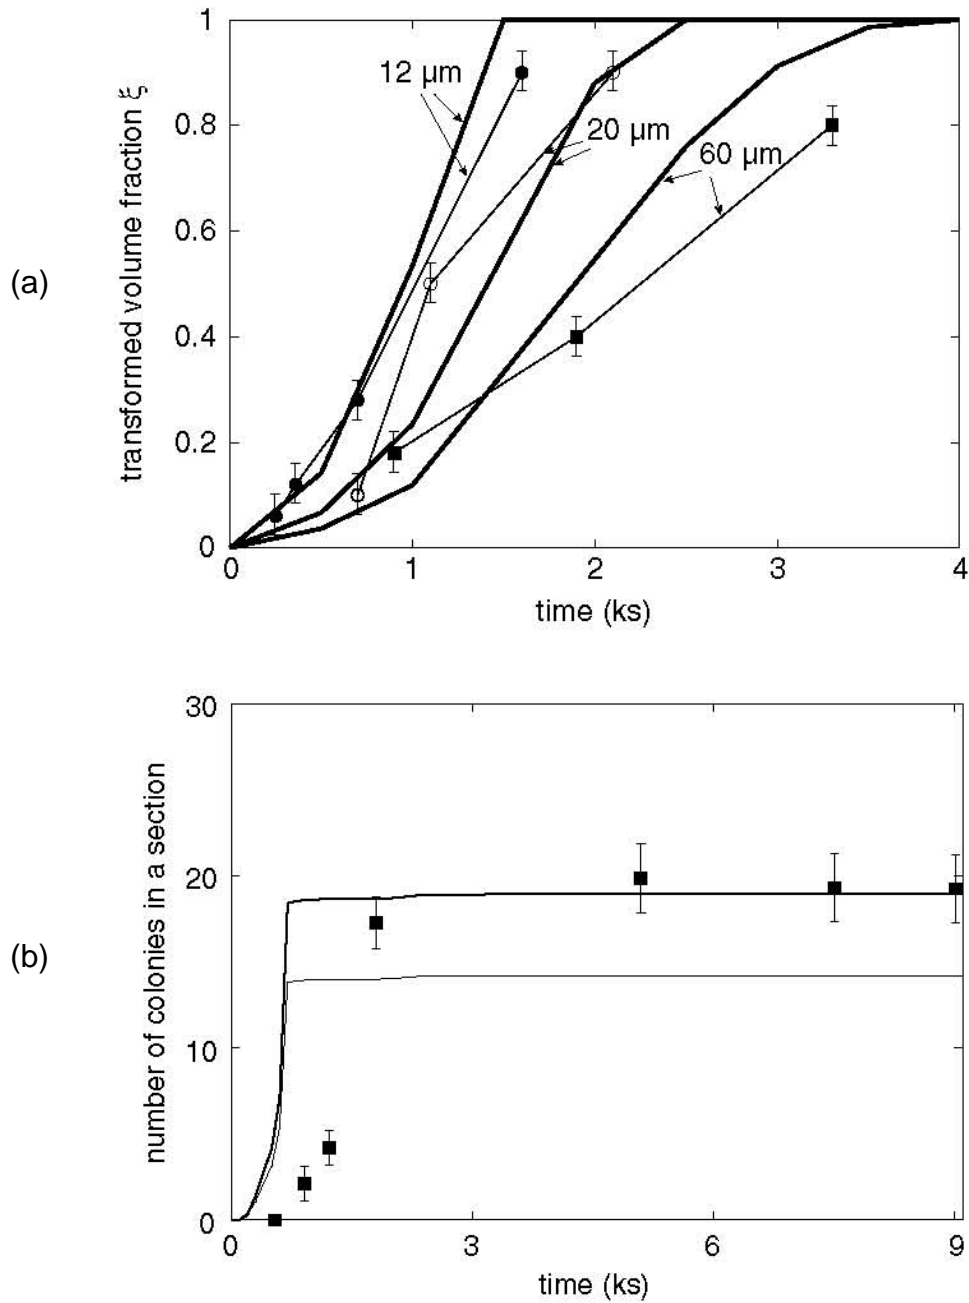 (a)
transformed volume fraction ξ
1
0.8
0.6
0.4
0.2
0
12 µm
20 µm
60 µm
0 1 2 3 4
time (ks)
(b)
number of colonies in a section
30
20
10
0
0 3 6 9
time (ks)